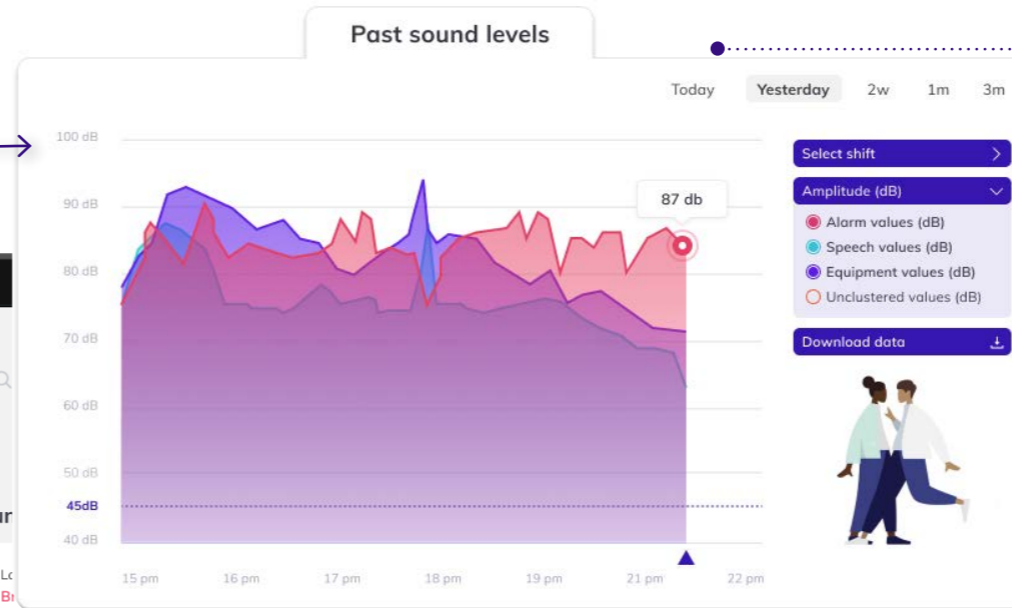 Past sound levels
Today Yesterday 2w 1m 3m
100 dB
90 dB
80 dB
70 dB
60 dB
50 dB
45dB
40 dB
87 db
Select shift
Amplitude (dB)
Alarm values (dB)
Speech values (dB)
Equipment values (dB)
Unclustered values (dB)
Download data
15 pm 16 pm 17 pm 18 pm 19 pm 21 pm 22 pm